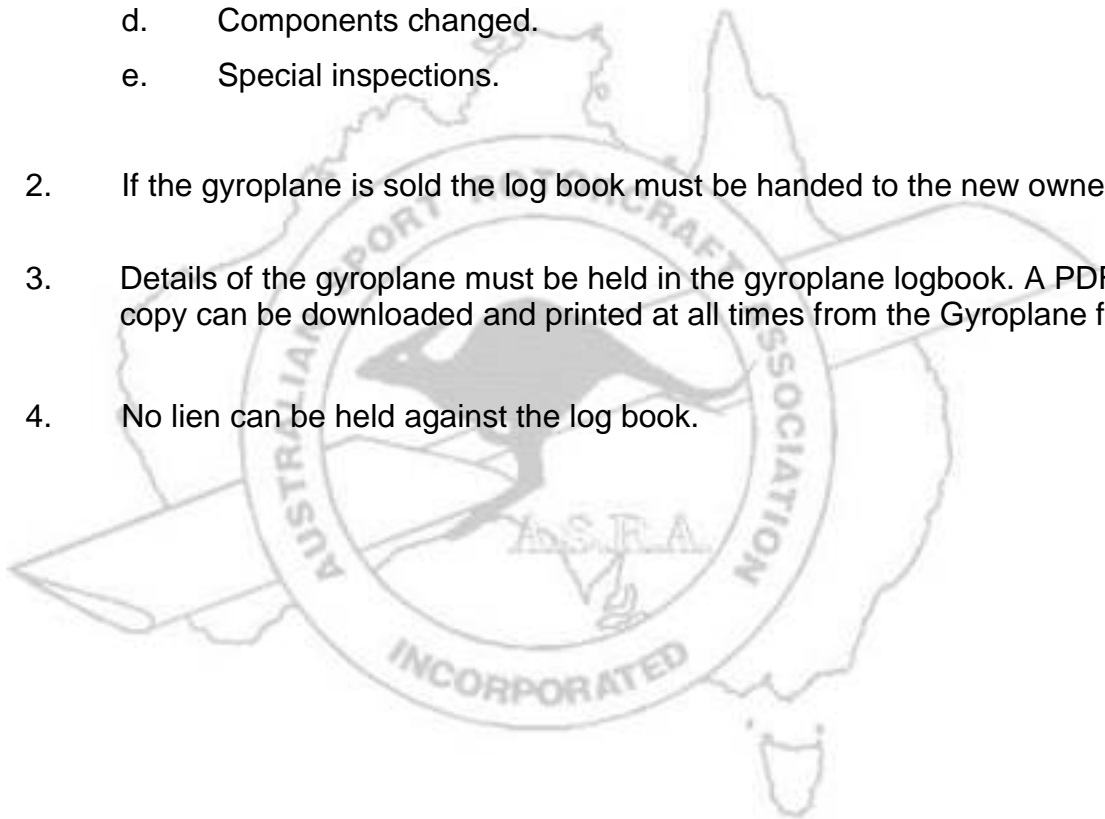 d. Components changed.
e. Special inspections.
2. If the gyroplane is sold the log book must be handed to the new owne
3. Details of the gyroplane must be held in the gyroplane logbook. A PDF
copy can be downloaded and printed at all times from the Gyroplane f
4. No lien can be held against the log book.
AUSTRALIAN SPORT ROTORCRAFT ASSOCIATION
A.S.R.A.
INCORPORATED